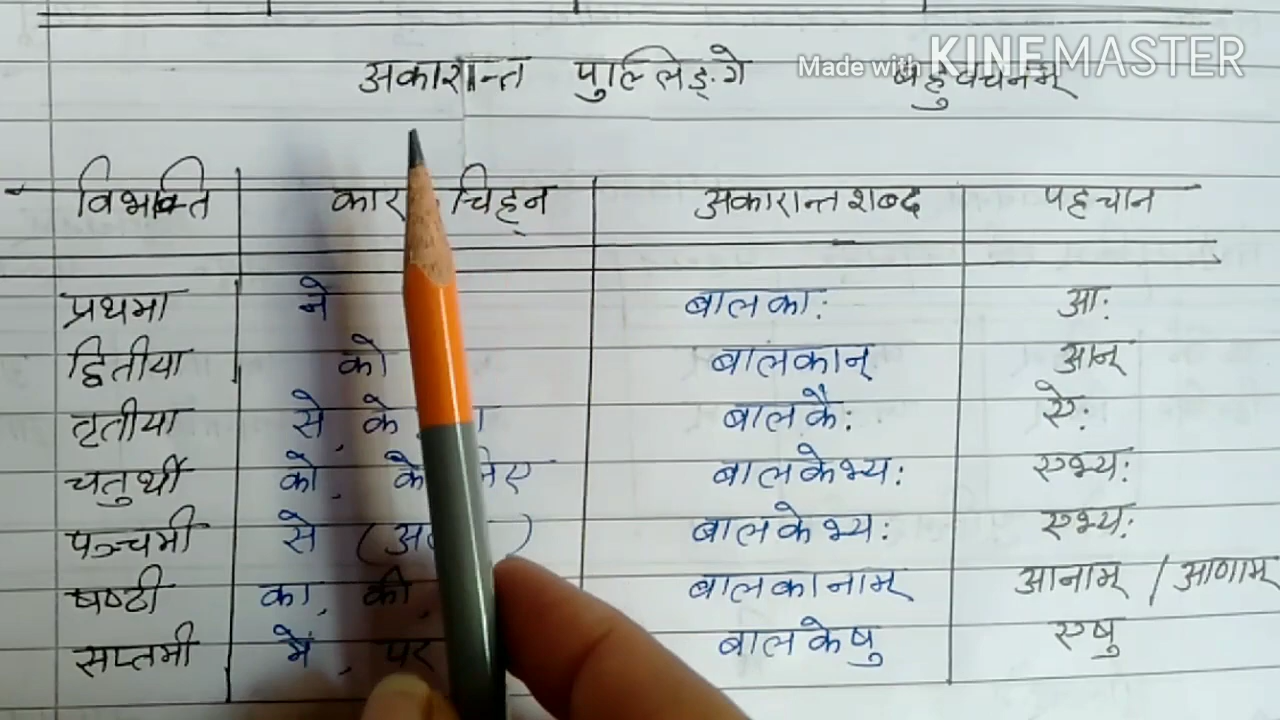 अकारान्त पुल्लिङ्गे बहुवचनम्
Made with KINEMASTER
विभक्ति कार चिह्न अकारान्त शब्द पहचान
प्रथमा ने बालकाः आः
द्वितीया को बालकान् आन्
तृतीया से, के बालकैः ऐः
चतुर्थी को, के लिए बालकेभ्यः एभ्यः
पञ्चमी से ( ) बालकेभ्यः एभ्यः
षष्ठी का, की, बालकानाम् आनाम् / आणाम्
सप्तमी में, पर बालकेषु एषु